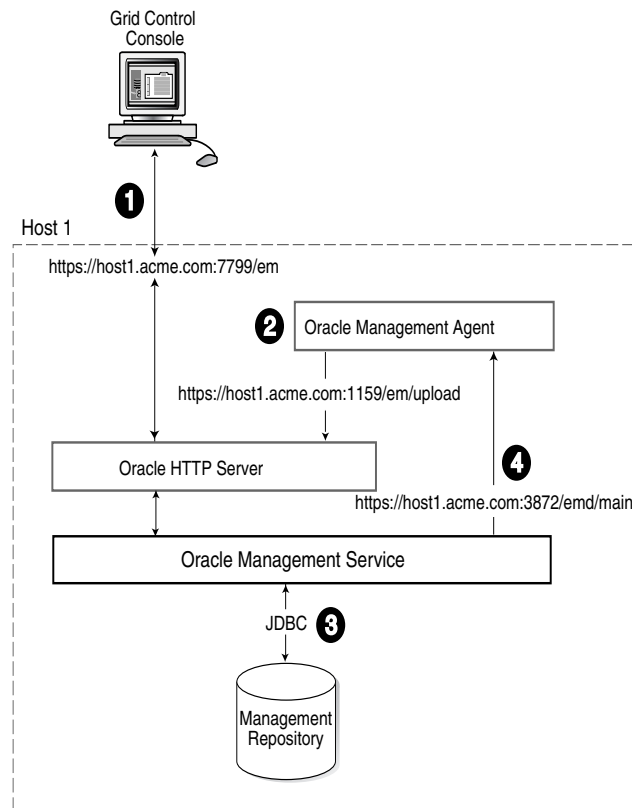 Grid Control
Console
1
Host 1
https://host1.acme.com:7799/em
2
Oracle Management Agent
https://host1.acme.com:1159/em/upload
Oracle HTTP Server
4
https://host1.acme.com:3872/emd/main
Oracle Management Service
JDBC 3
Management
Repository